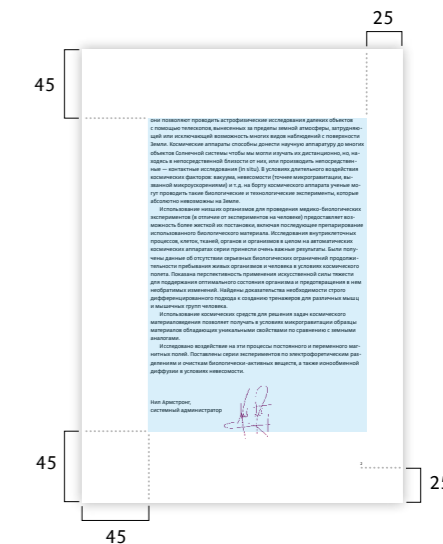 25
45
они позволяют проводить астрофизические исследования далеких объектов
с помощью телескопов, вынесенных за пределы земной атмосферы, затрудняю-
щей или исключающей возможность многих видов наблюдений с поверхности
Земли. Космические аппараты способны донести научную аппаратуру до многих
объектов Солнечной системы чтобы мы могли изучать их дистанционно, но, на-
ходясь в непосредственной близости от них, или производить непосредствен-
ные — контактные исследования (in situ). В условиях длительного воздействия
космических факторов: вакуума, невесомости (точнее микрогравитации, вы-
званной микроускорениями) и т.д. на борту космического аппарата ученые мо-
гут проводить такие биологические и технологические эксперименты, которые
абсолютно невозможны на Земле.
Использование низших организмов для проведения медико-биологических
экспериментов (в отличие от экспериментов на человеке) предоставляет воз-
можность более жесткой их постановки, включая последующее препарирование
использованного биологического материала. Исследования внутриклеточных
процессов, клеток, тканей, органов и организмов в целом на автоматических
космических аппаратах серии принесли очень важные результаты. Были полу-
чены данные об отсутствие серьезных биологических ограничений продолжи-
тельности пребывания живых организмов и человека в условиях космического
полета. Показана перспективность применения искусственной силы тяжести
для поддержания оптимального состояния организма и предотвращения в нем
необратимых изменений. Найдены доказательства необходимости строго
дифференцированного подхода к созданию тренажеров для различных мышц
и мышечных групп человека.
Использование космических средств для решения задач космического
материаловедения позволяет получать в условиях микрогравитации образцы
материалов обладающие уникальными свойствами по сравнению с земными
аналогами.
Исследовано воздействие на эти процессы постоянного и переменного маг-
нитных полей. Поставлены серии экспериментов по электрофоретическим раз-
делениям и очисткам биологически-активных веществ, а также ионообменной
диффузии в условиях невесомости.
Нил Армстронг,
системный администратор
45
2
25
45